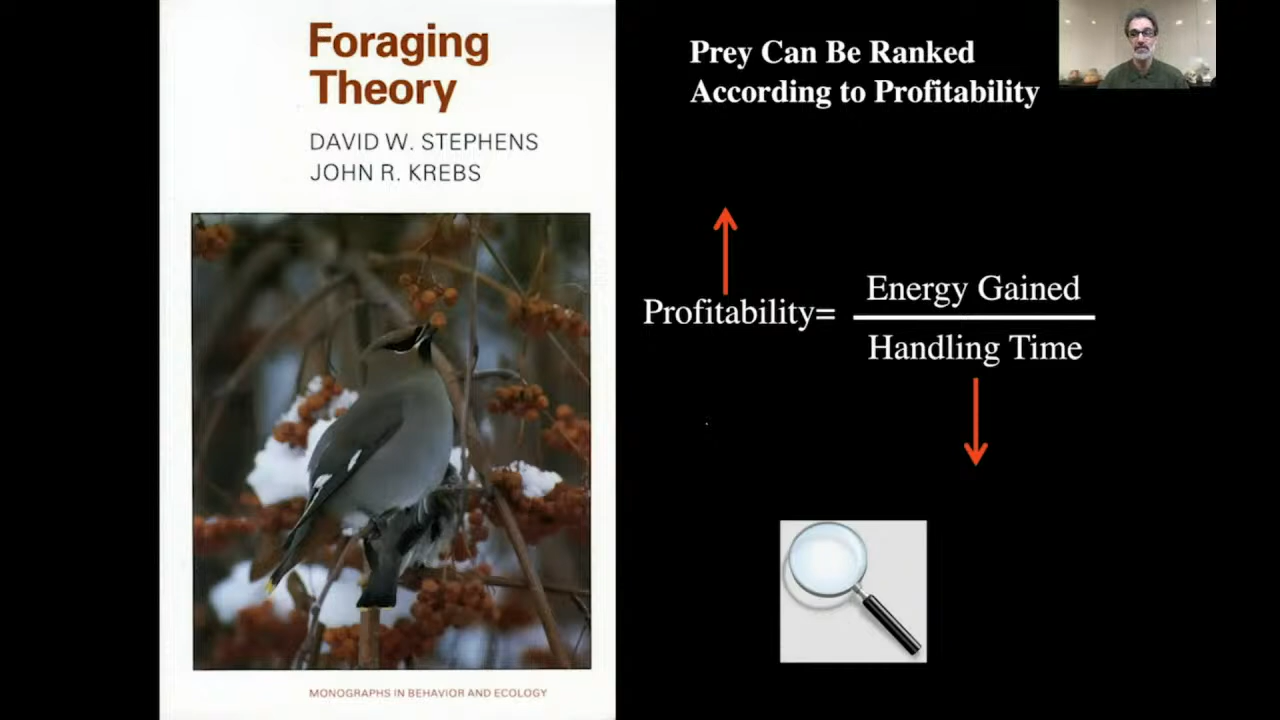 Foraging
Theory
DAVID W. STEPHENS
JOHN R. KREBS
MONOGRAPHS IN BEHAVIOR AND ECOLOGY
Prey Can Be Ranked
According to Profitability
Profitability=
Energy Gained
Handling Time